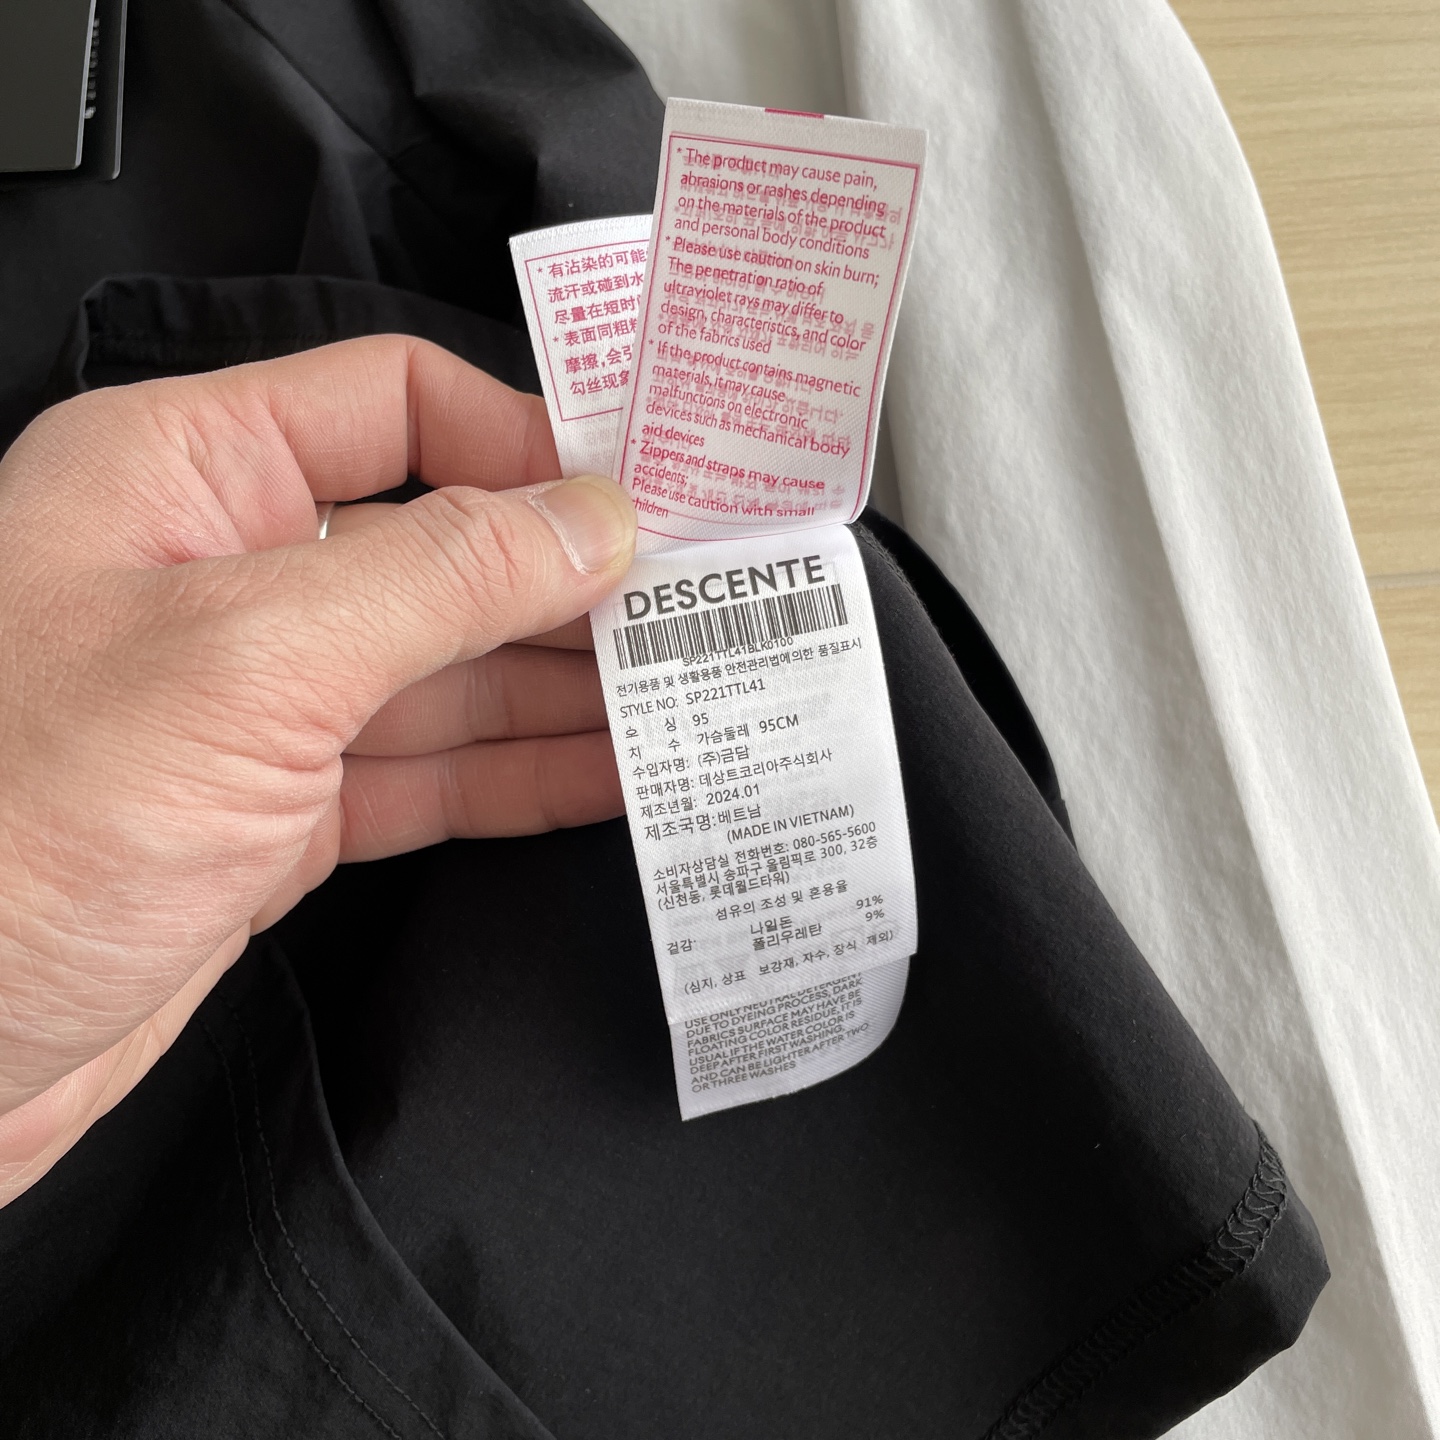 * The product may cause pain,
abrasions or rashes depending
on the materials of the product
and personal body conditions
* Please use caution on skin burn;
The penetration ratio of
ultraviolet rays may differ to
design, characteristics, and color
of the fabrics used
* If the product contains magnetic
materials, it may cause
malfunctions on electronic
devices such as mechanical body
aid devices
* Zippers and straps may cause
accidents;
Please use caution with small
children
* 有沾染的可能
流汗或碰到水
尽量在短时间
* 表面同粗糙
摩擦,会引
勾丝现象
DESCENTE
SP221TTL41BLK0100
전기용품 및 생활용품 안전관리법에의한 품질표시
STYLE NO: SP221TTL41
호 싱 95
치 수 가슴둘레 95CM
수입자명: (주)금담
판매자명: 데상트코리아주식회사
제조년월: 2024.01
제조국명: 베트남
(MADE IN VIETNAM)
소비자상담실 전화번호: 080-565-5600
서울특별시 송파구 올림픽로 300, 32층
(신천동, 롯데월드타워)
섬유의 조성 및 혼용율
겉감: 나일론 91%
폴리우레탄 9%
(심지, 상표 보강재, 자수, 장식 제외)
USE ONLY NEUTRAL DETERGENT
DUE TO DYEING PROCESS, DARK
FABRICS SURFACE MAY HAVE BE
FLOATING COLOR RESIDUE, IT IS
USUAL IF THE WATER COLOR IS
DEEP AFTER FIRST WASHING,
AND CAN BE LIGHTER AFTER TWO
OR THREE WASHES